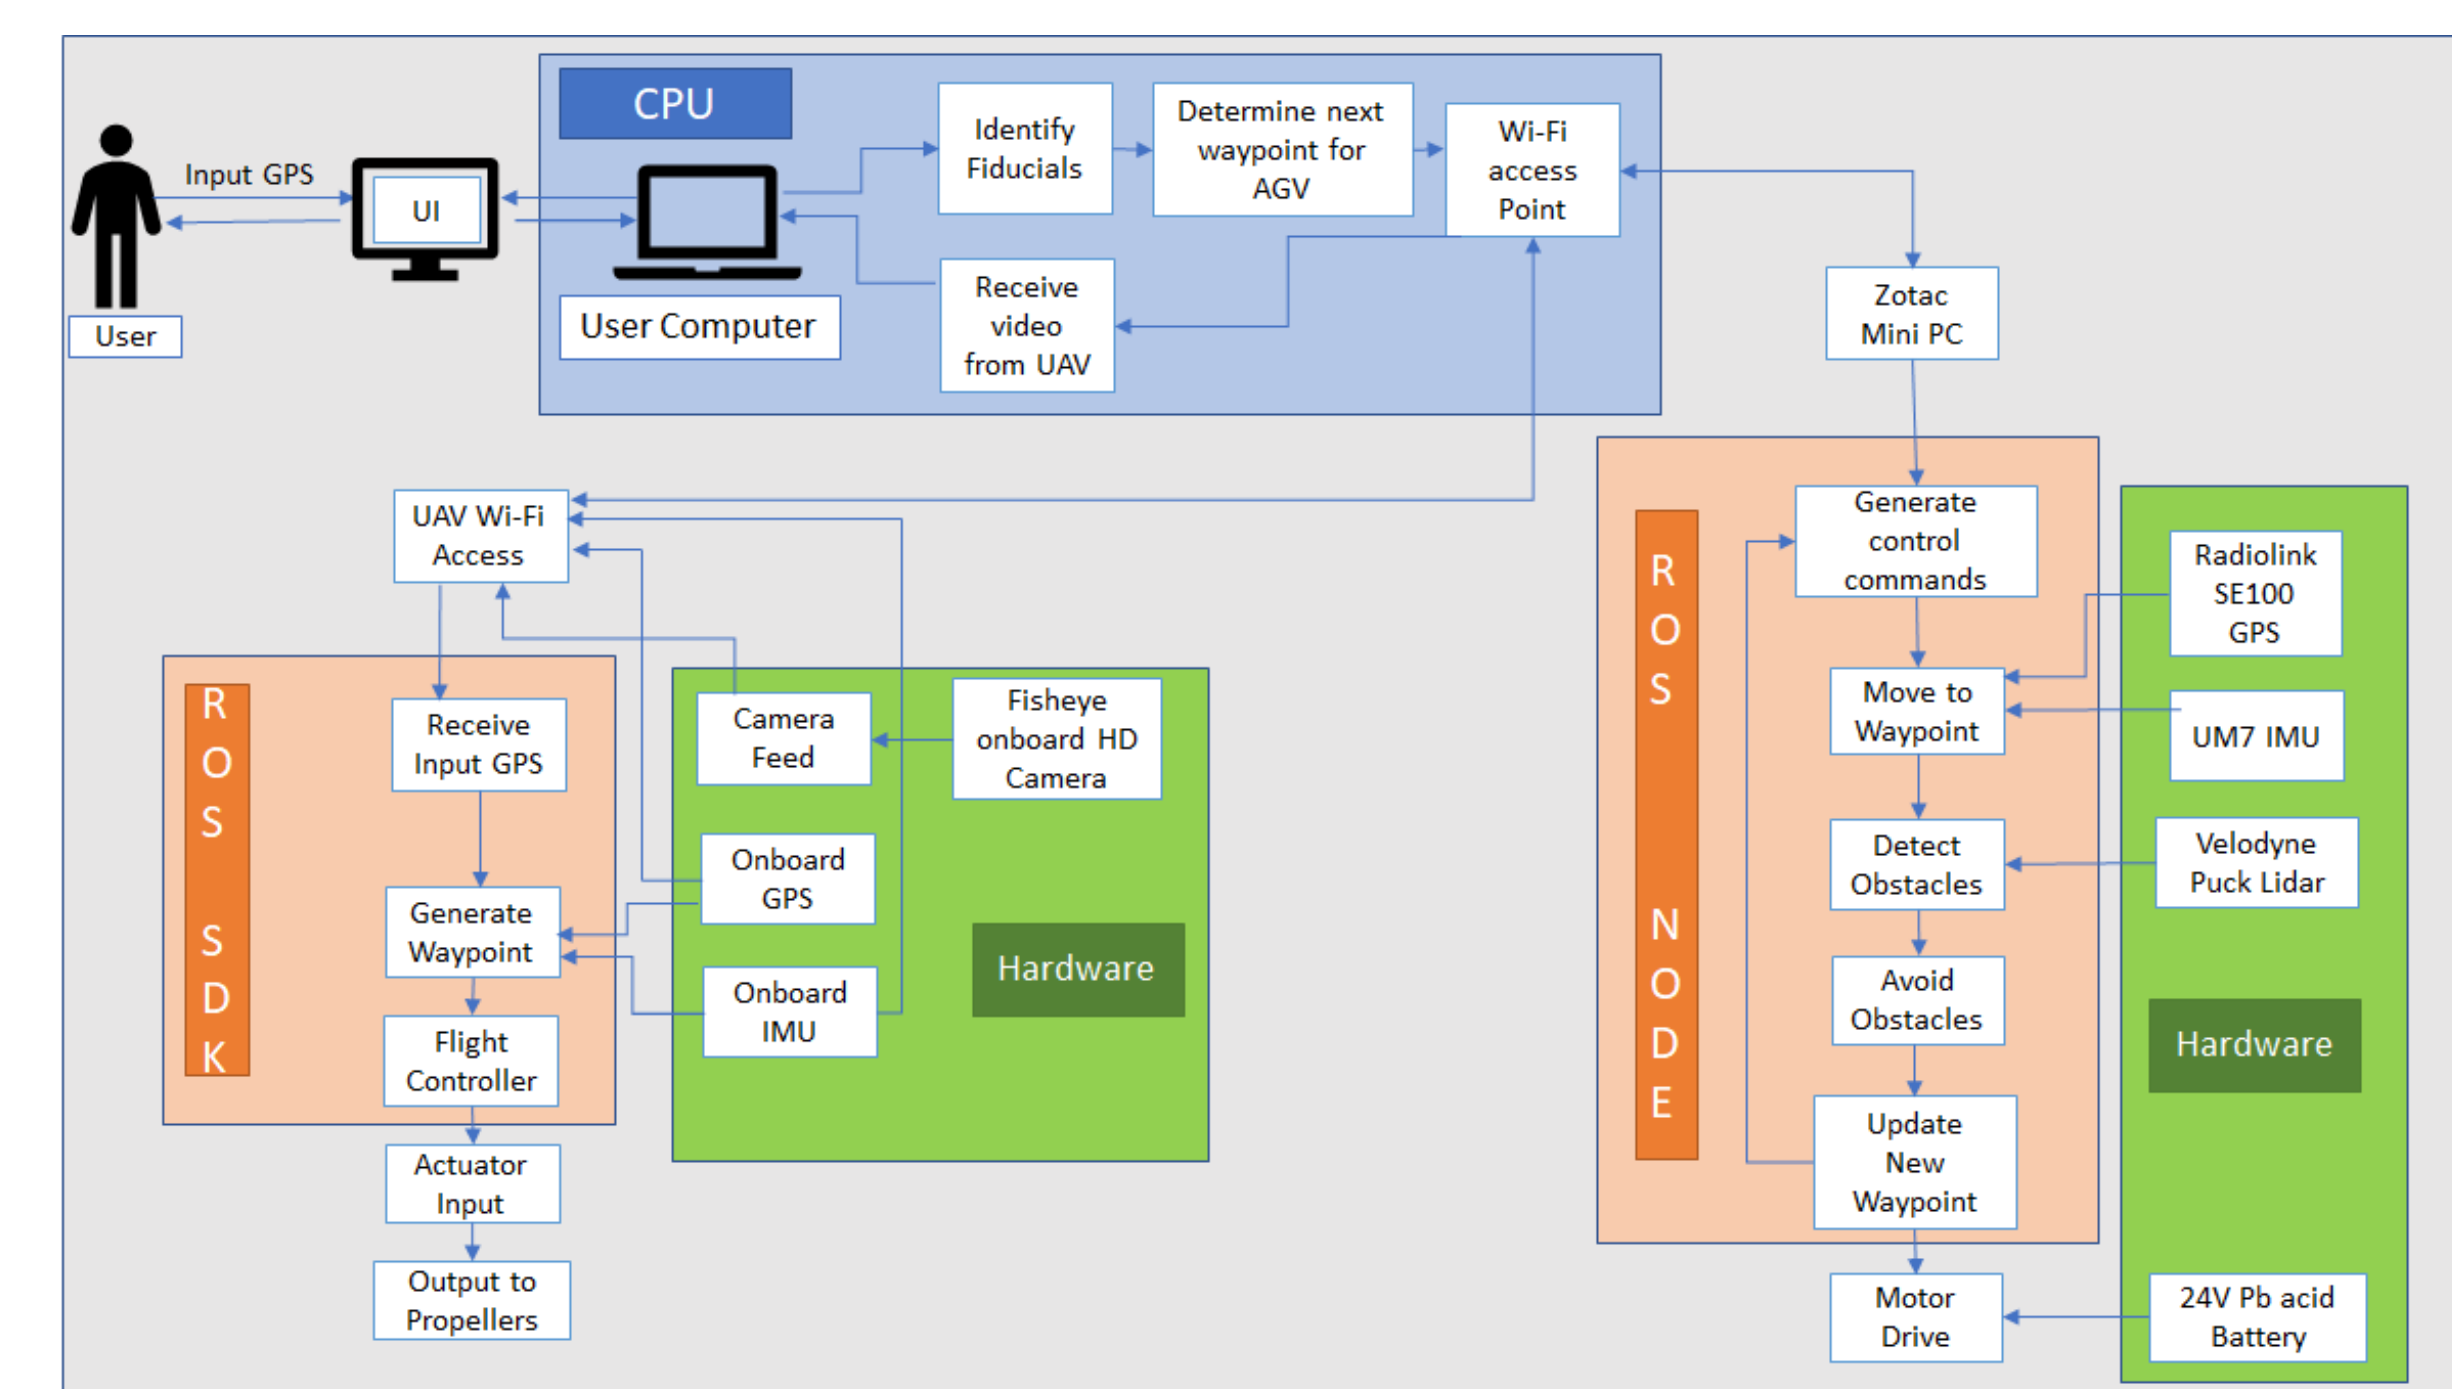 CPU
Identify
Fiducials
Determine next
waypoint for
AGV
Wi-Fi
access
Point
Input GPS
UI
User
User Computer
Receive
video
from UAV
Zotac
Mini PC
UAV Wi-Fi
Access
ROS SDK
Receive
Input GPS
Generate
Waypoint
Flight
Controller
Actuator
Input
Output to
Propellers
Camera
Feed
Fisheye
onboard HD
Camera
Onboard
GPS
Onboard
IMU
Hardware
ROS NODE
Generate
control
commands
Move to
Waypoint
Detect
Obstacles
Avoid
Obstacles
Update
New
Waypoint
Motor
Drive
Radiolink
SE100
GPS
UM7 IMU
Velodyne
Puck Lidar
Hardware
24V Pb acid
Battery